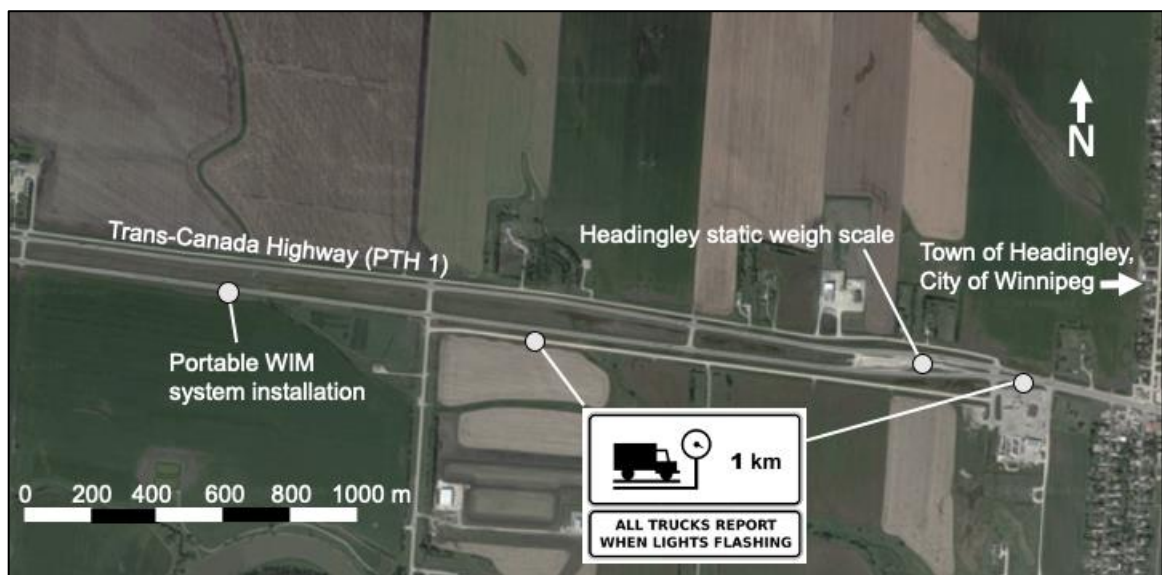 N
Trans-Canada Highway (PTH 1)
Headingley static weigh scale
Town of Headingley,
City of Winnipeg
Portable WIM
system installation
1 km
ALL TRUCKS REPORT
WHEN LIGHTS FLASHING
0 200 400 600 800 1000 m